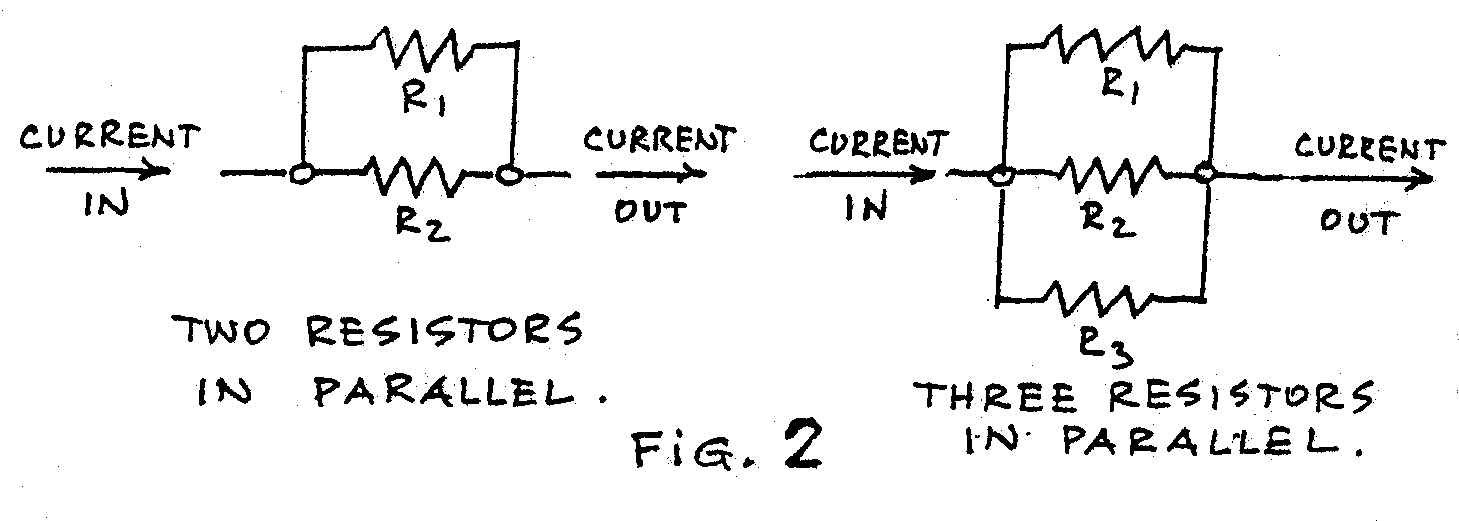 R1
CURRENT
IN
R2
CURRENT
OUT
TWO RESISTORS
IN PARALLEL.
R1
CURRENT
IN
R2
CURRENT
OUT
R3
THREE RESISTORS
IN PARALLEL.
FiG. 2